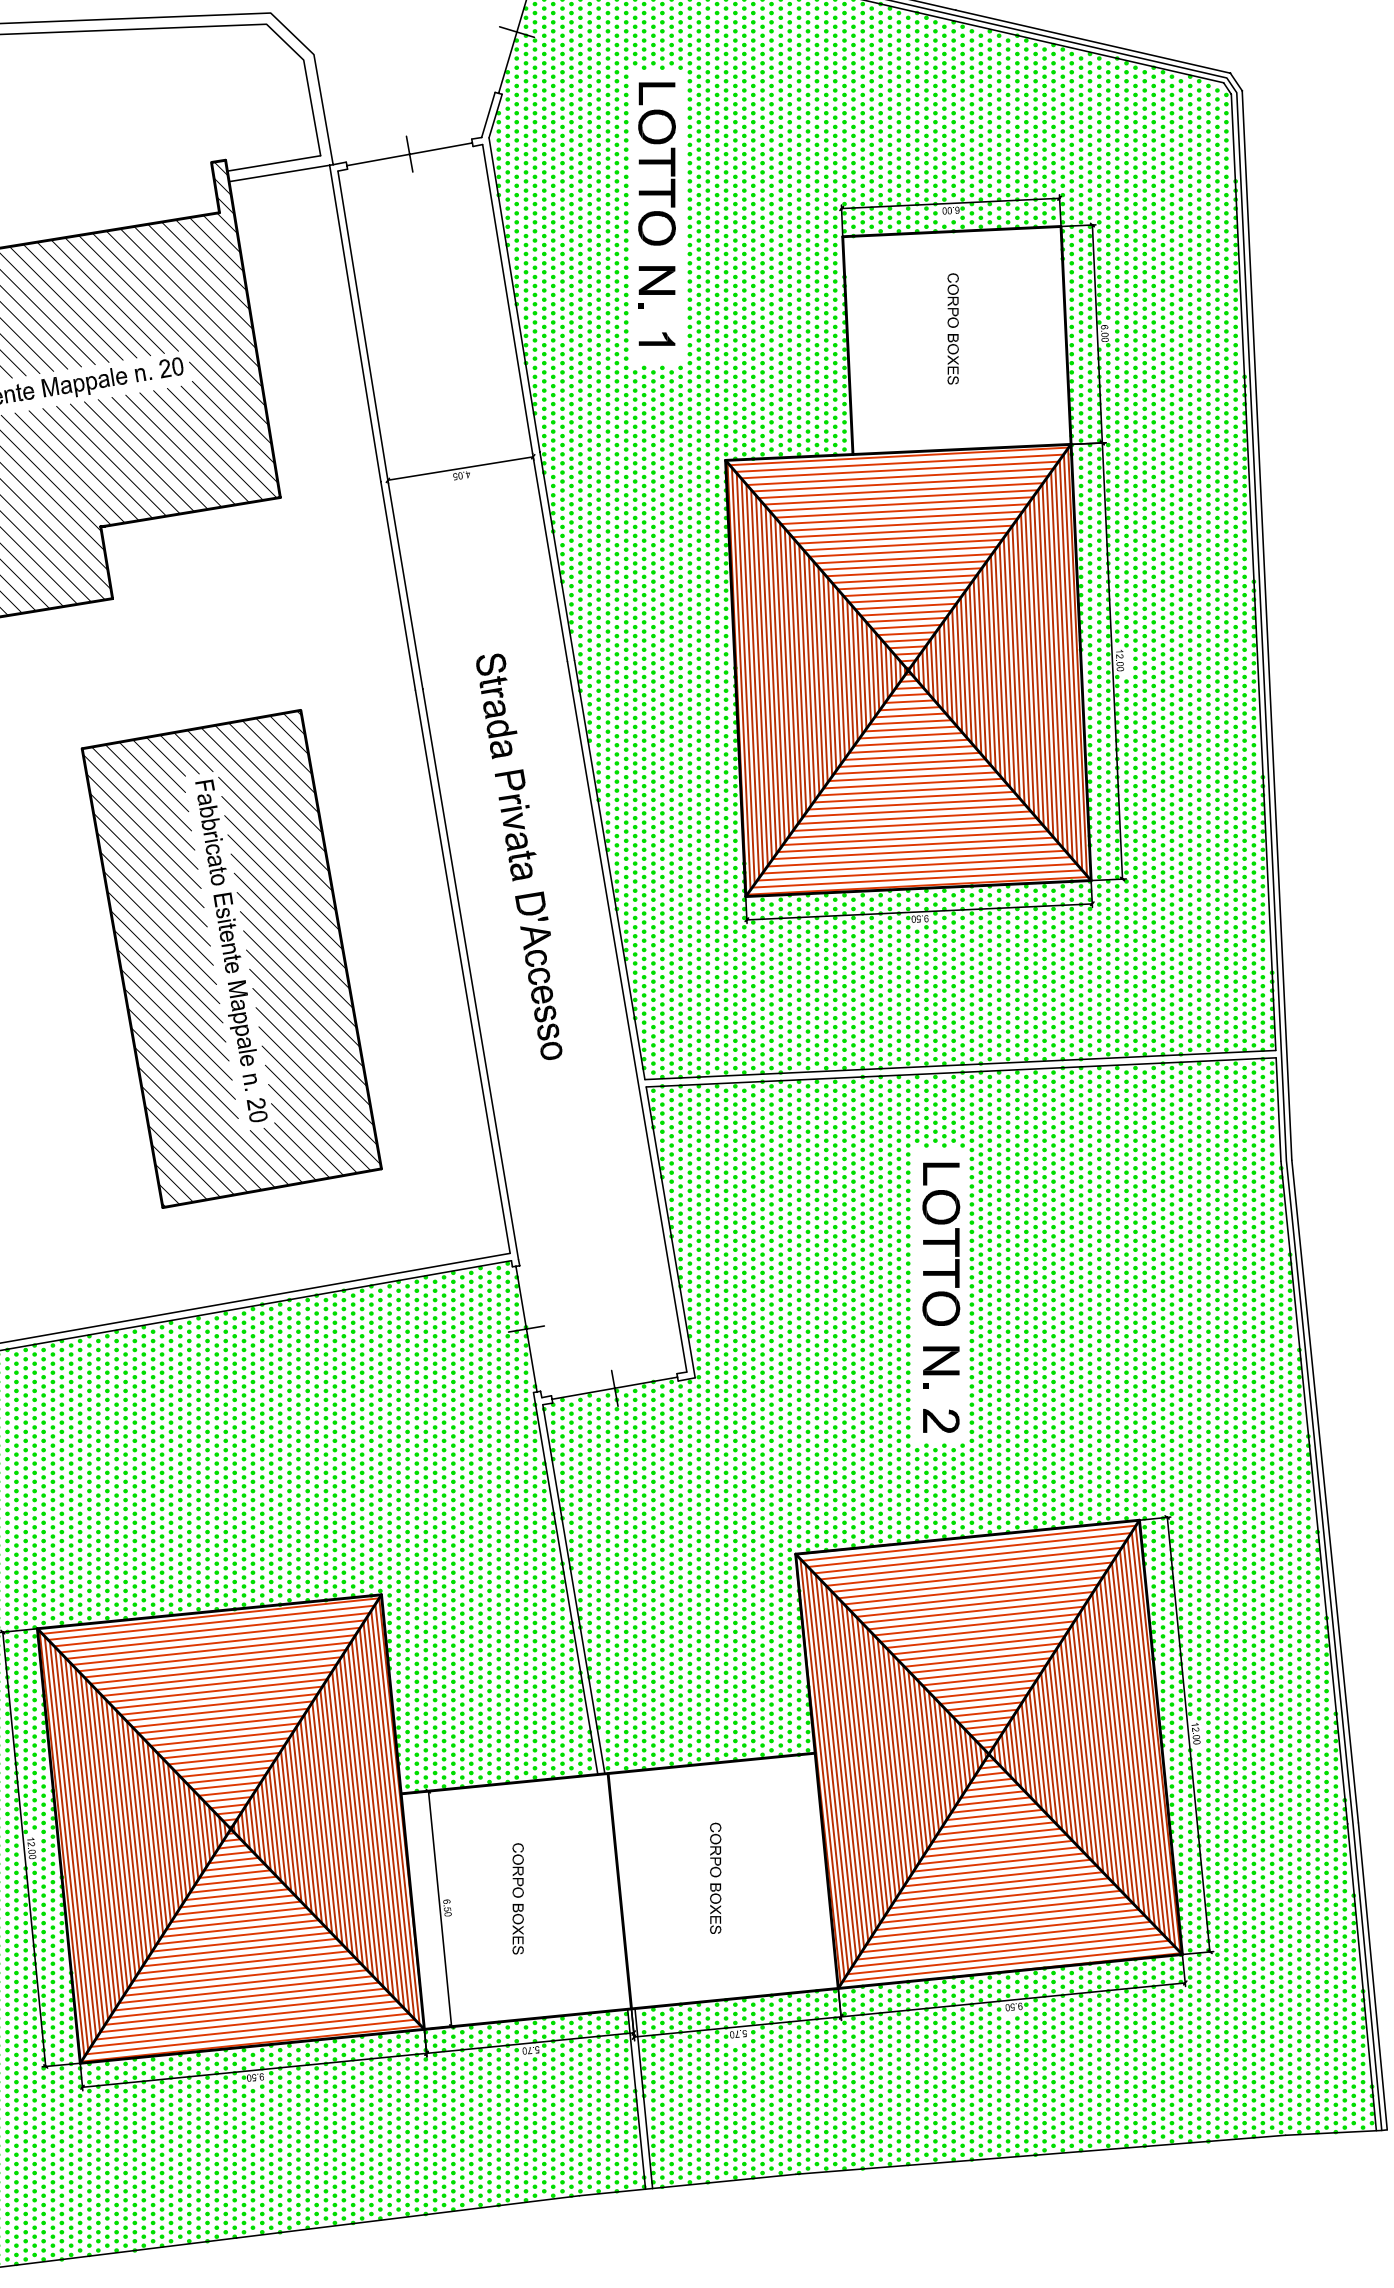 LOTTO N. 1
6.00
CORPO BOXES
6.00
ente Mappale n. 20
4.05
12.00
Strada Privata D'Accesso
Fabbricato Esitente Mappale n. 20
9.50
LOTTO N. 2
12.00
12.00
CORPO BOXES
CORPO BOXES
6.50
9.50
5.70
5.70
9.50